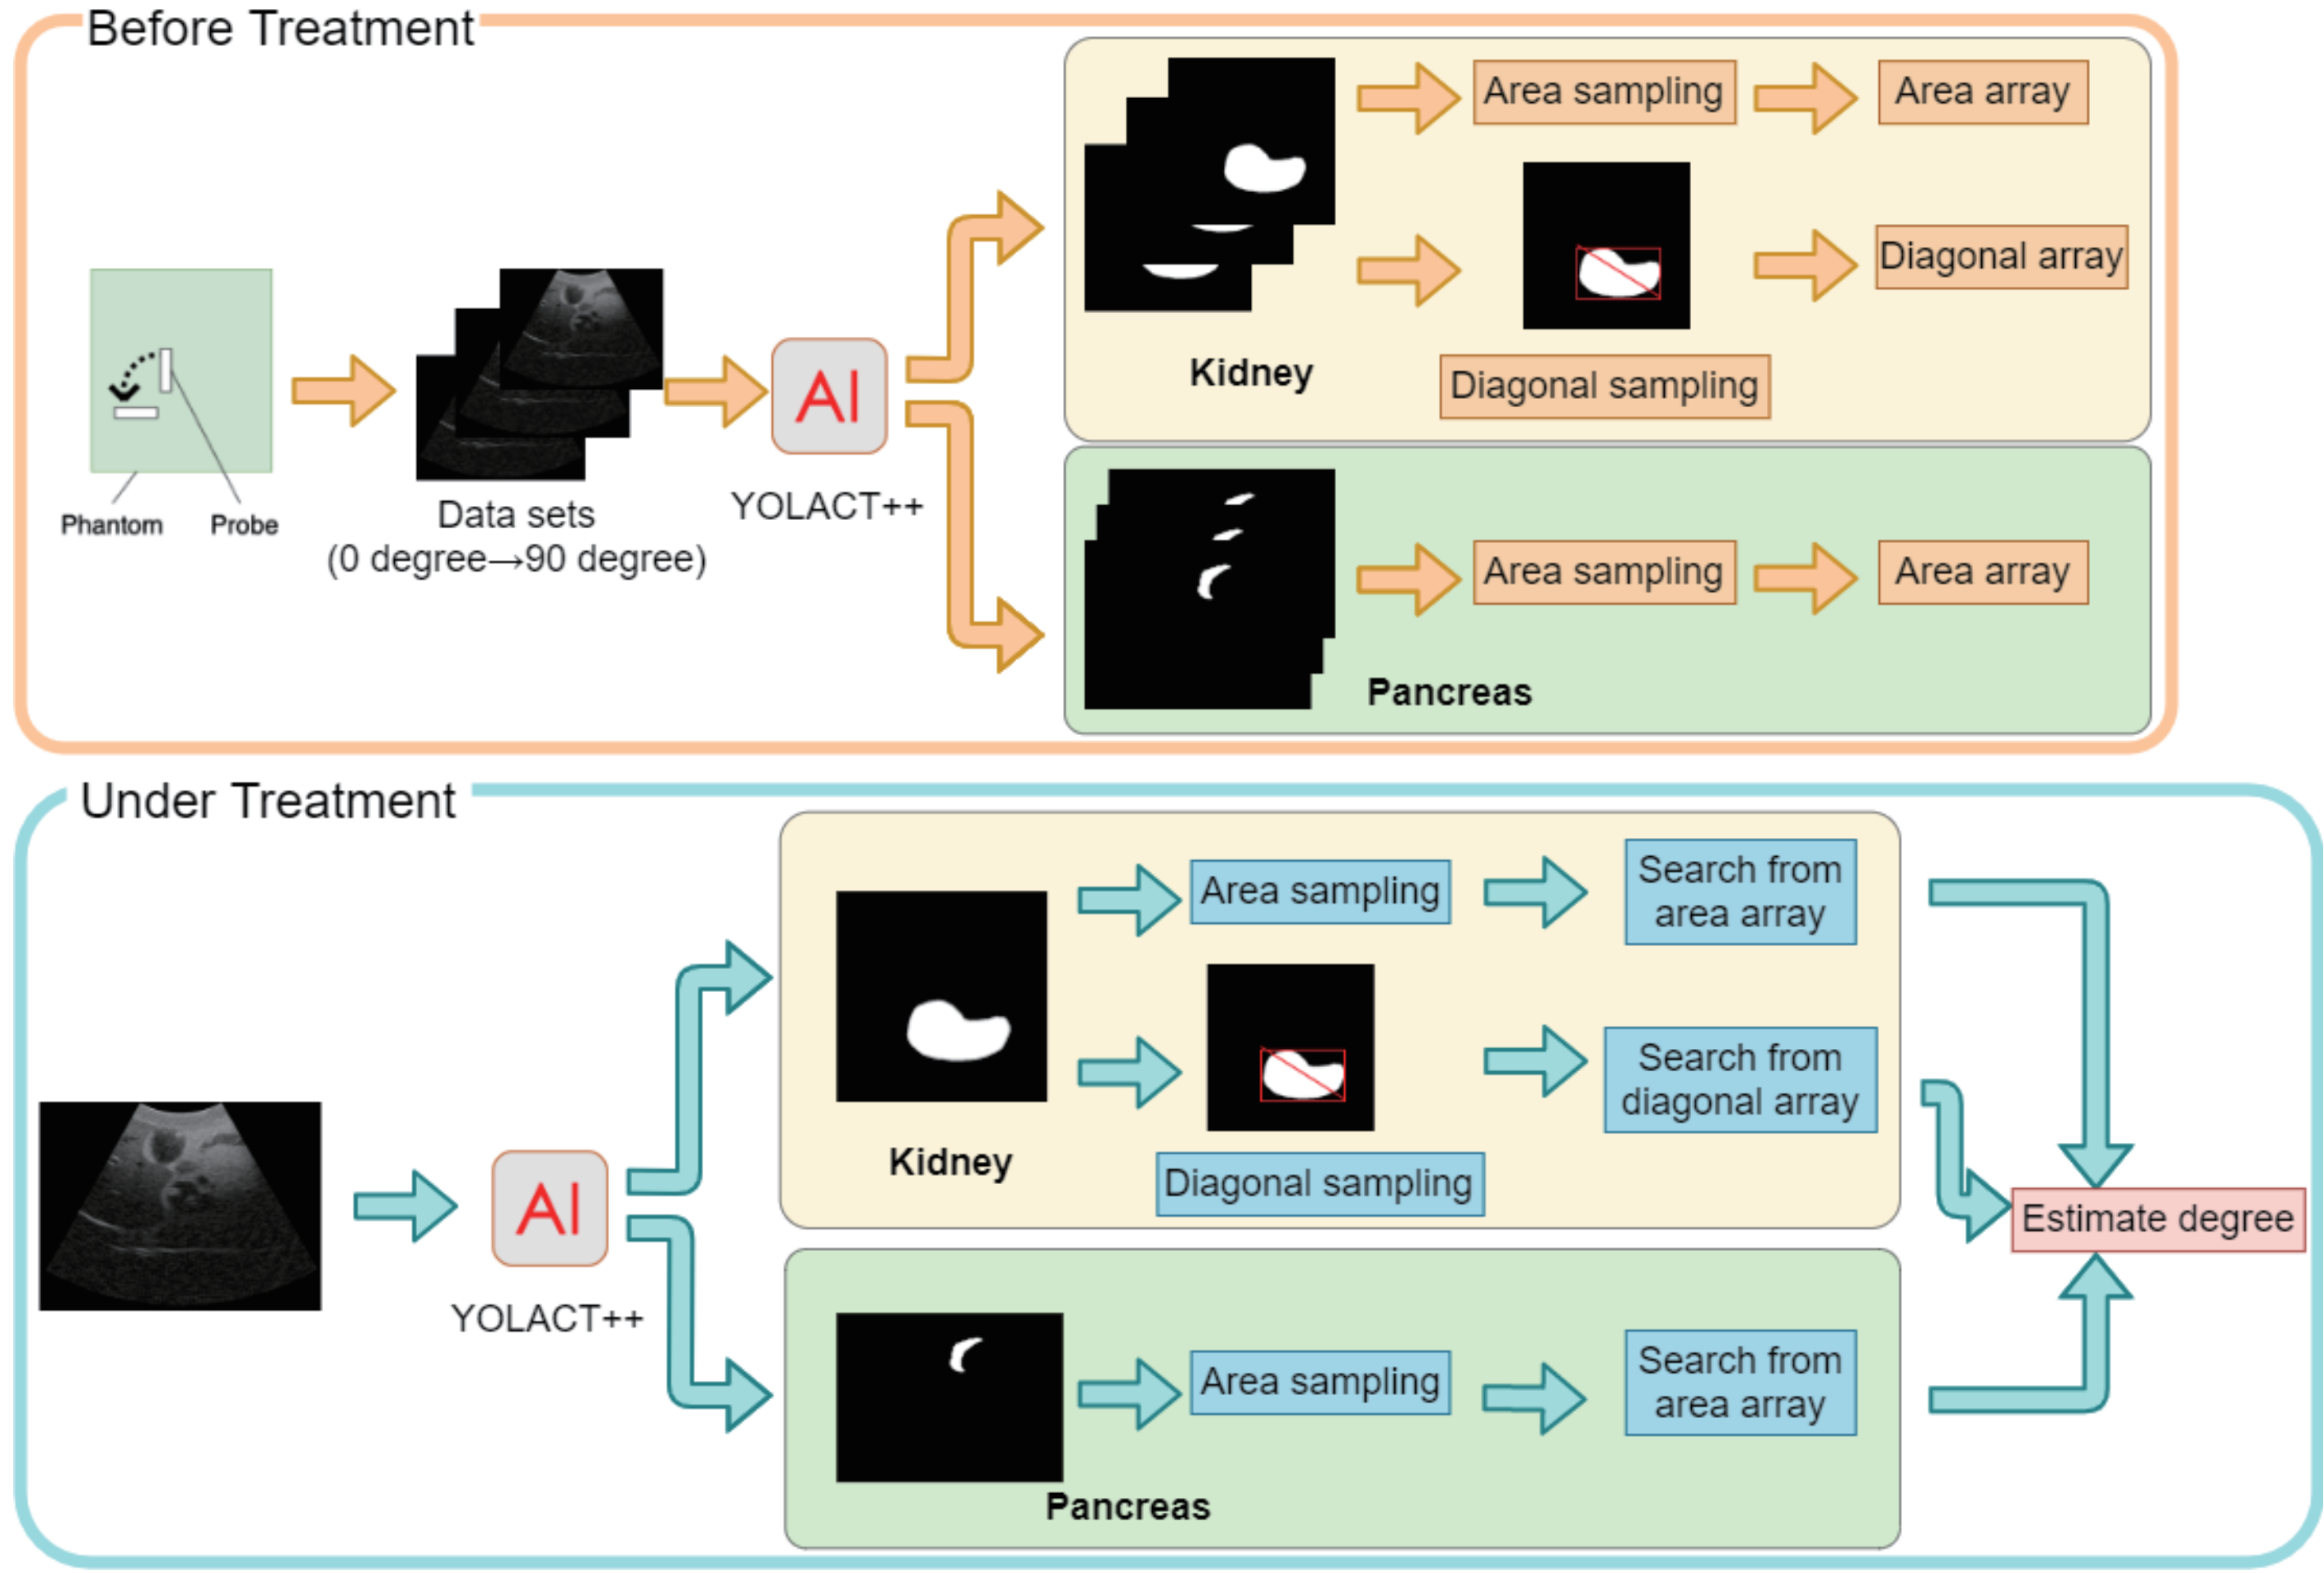 Before Treatment
Phantom
Probe
Data sets
(0 degree→90 degree)
AI
YOLACT++
Area sampling
Area array
Diagonal array
Kidney
Diagonal sampling
Area sampling
Area array
Pancreas
Under Treatment
AI
YOLACT++
Area sampling
Search from
area array
Search from
diagonal array
Kidney
Diagonal sampling
Estimate degree
Area sampling
Search from
area array
Pancreas